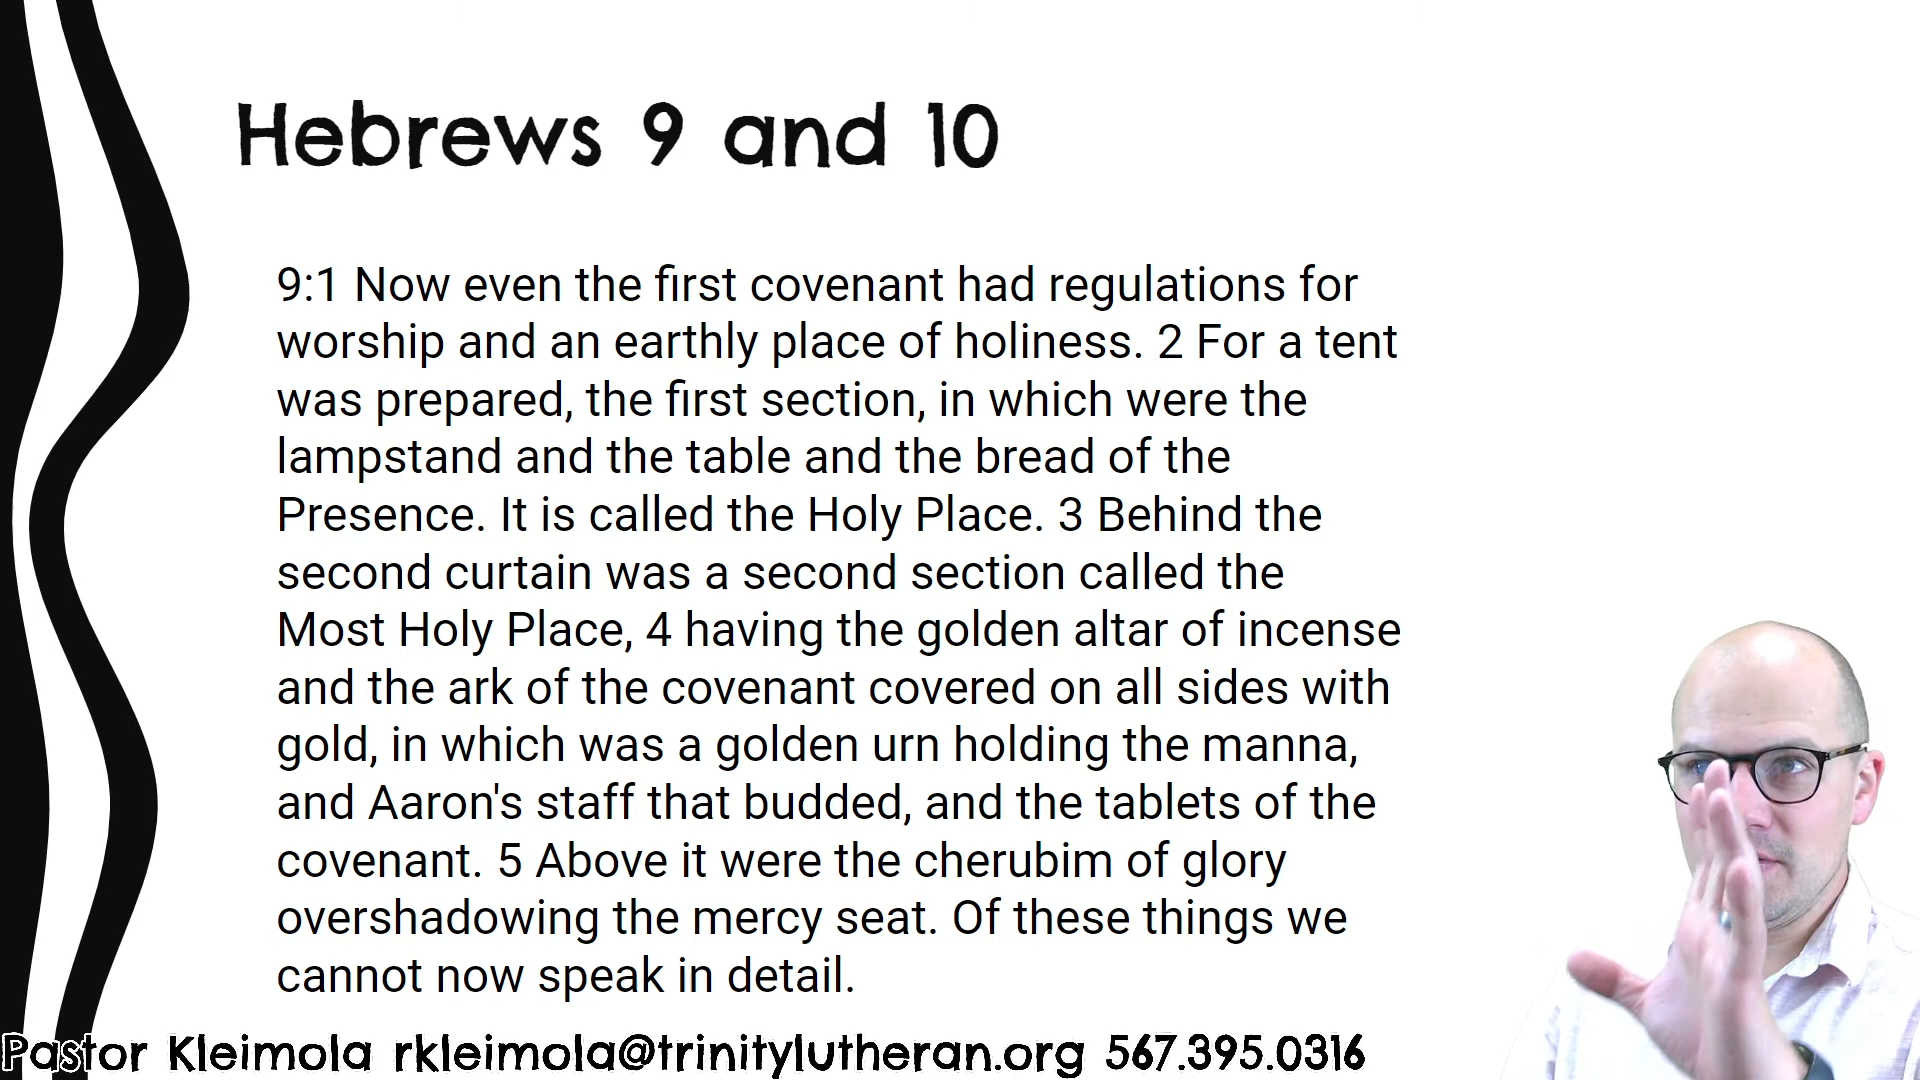 Hebrews 9 and 10
9:1 Now even the first covenant had regulations for
worship and an earthly place of holiness. 2 For a tent
was prepared, the first section, in which were the
lampstand and the table and the bread of the
Presence. It is called the Holy Place. 3 Behind the
second curtain was a second section called the
Most Holy Place, 4 having the golden altar of incense
and the ark of the covenant covered on all sides with
gold, in which was a golden urn holding the manna,
and Aaron's staff that budded, and the tablets of the
covenant. 5 Above it were the cherubim of glory
overshadowing the mercy seat. Of these things we
cannot now speak in detail.
Pastor Kleimola rkleimola@trinitylutheran.org 567.395.0316